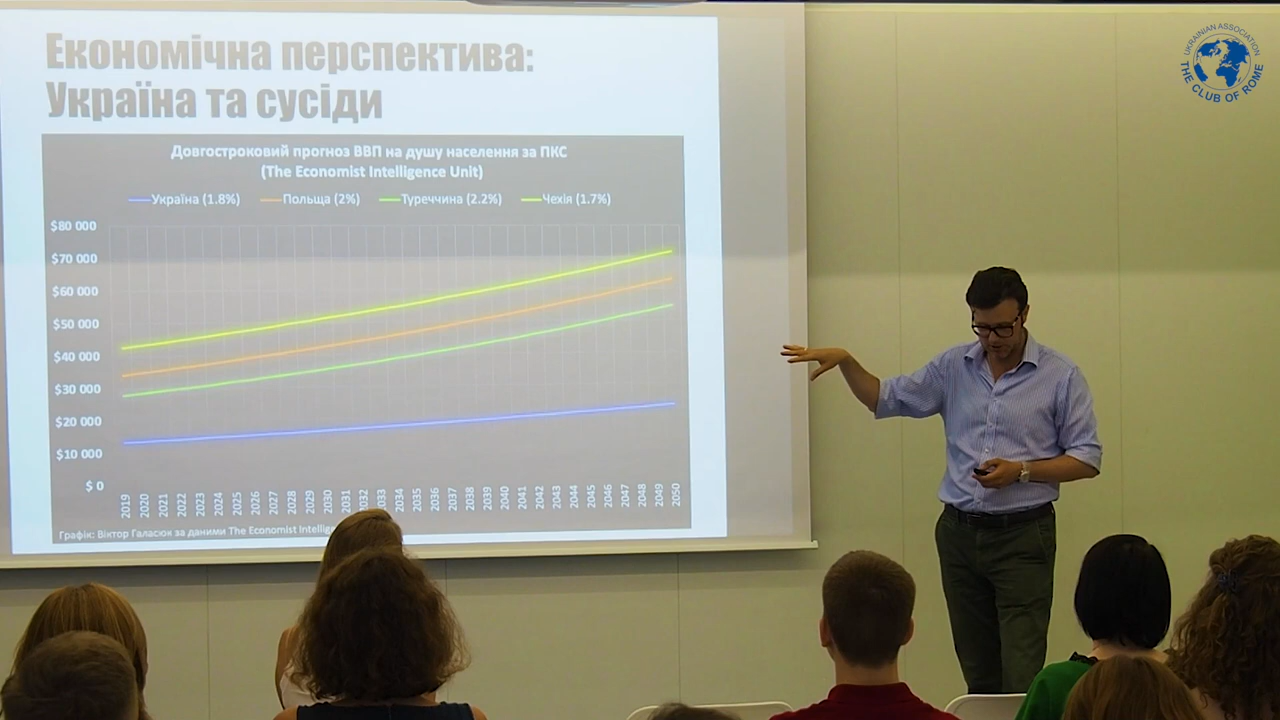 Економічна перспектива:
Україна та сусіди
Довгостроковий прогноз ВВП на душу населення за ПКС
(The Economist Intelligence Unit)
Україна (1.8%) Польща (2%) Туреччина (2.2%) Чехія (1.7%)
$80 000
$70 000
$60 000
$50 000
$40 000
$30 000
$20 000
$10 000
$ 0
2019 2020 2021 2022 2023 2024 2025 2026 2027 2028 2029 2030 2031 2032 2033 2034 2035 2036 2037 2038 2039 2040 2041 2042 2043 2044 2045 2046 2047 2048 2049 2050
Графік: Віктор Галасюк за даними The Economist
UKRAINIAN ASSOCIATION
THE CLUB OF ROME